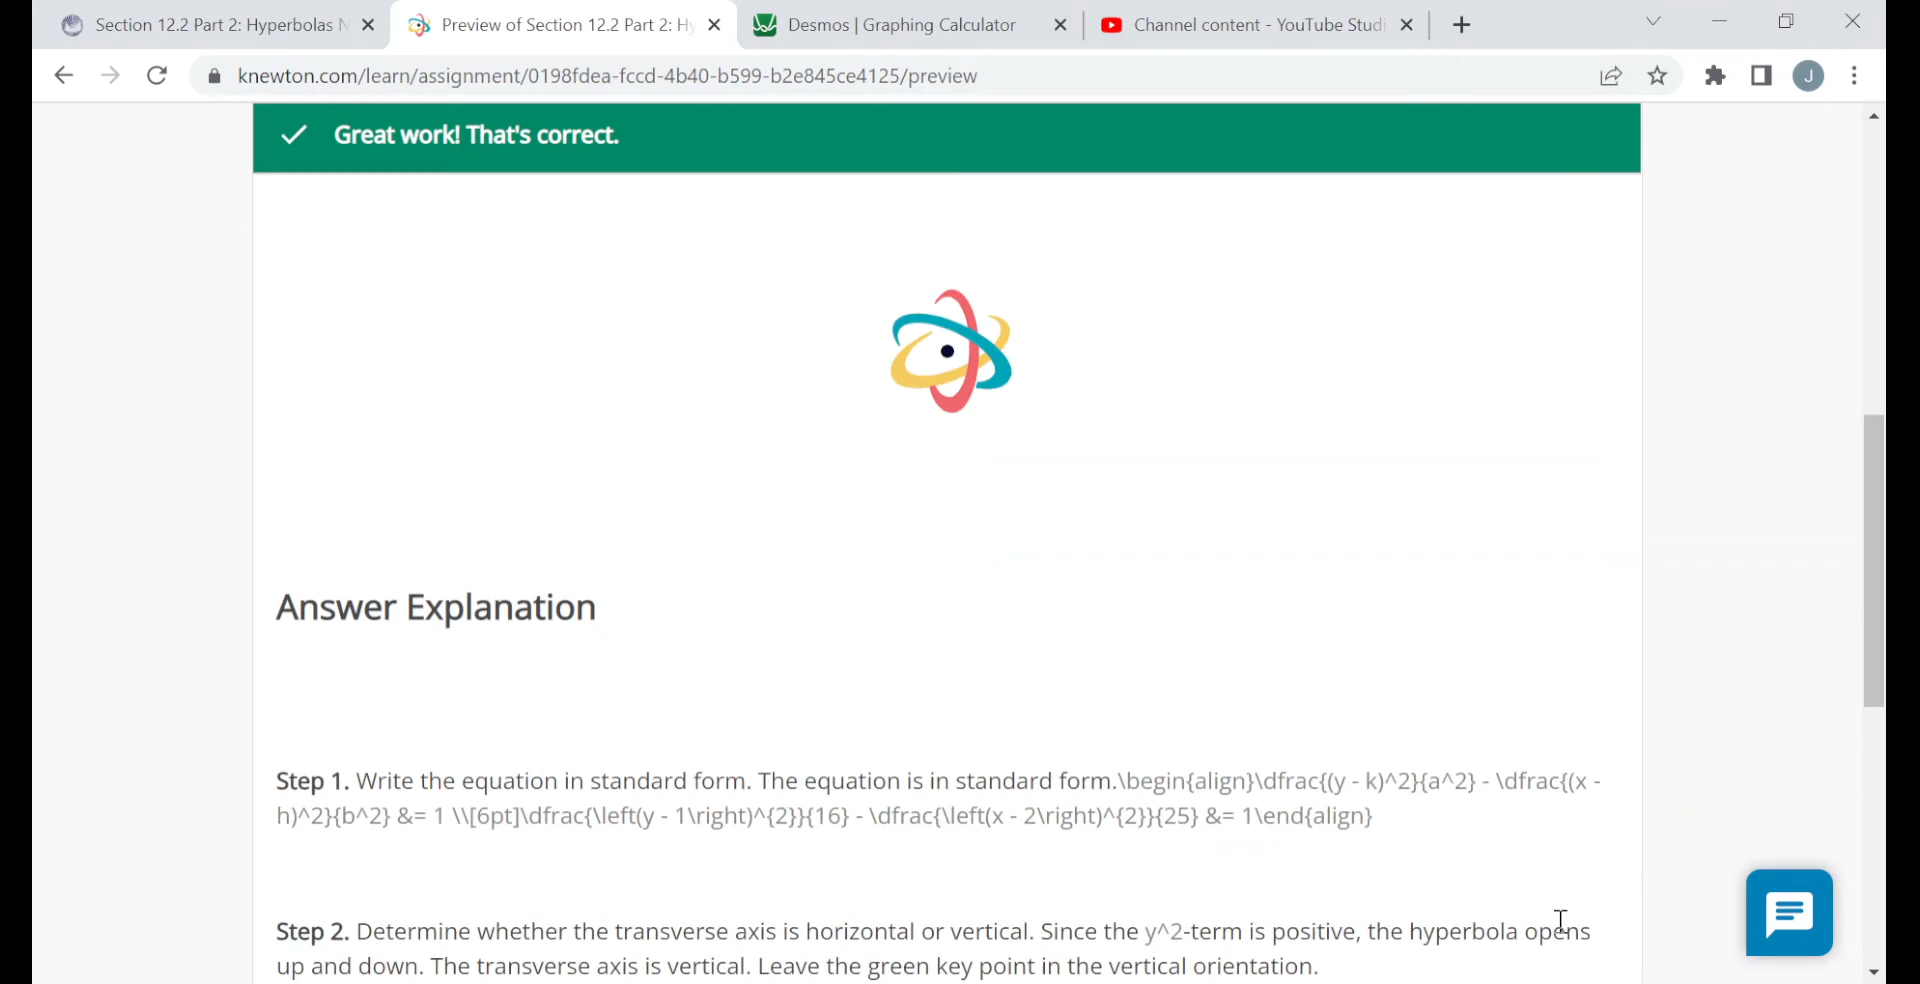 Section 12.2 Part 2: Hyperbolas
Preview of Section 12.2 Part 2: Hy
Desmos | Graphing Calculator
Channel content - YouTube Studi
knewton.com/learn/assignment/0198fdea-fccd-4b40-b599-b2e845ce4125/preview
J
Great work! That's correct.
Answer Explanation
Step 1. Write the equation in standard form. The equation is in standard form.\begin{align}\dfrac{(y - k)^2}{a^2} - \dfrac{(x -
h)^2}{b^2} &= 1 \\[6pt]\dfrac{\left(y - 1\right)^{2}}{16} - \dfrac{\left(x - 2\right)^{2}}{25} &= 1\end{align}
Step 2. Determine whether the transverse axis is horizontal or vertical. Since the y^2-term is positive, the hyperbola opens
up and down. The transverse axis is vertical. Leave the green key point in the vertical orientation.